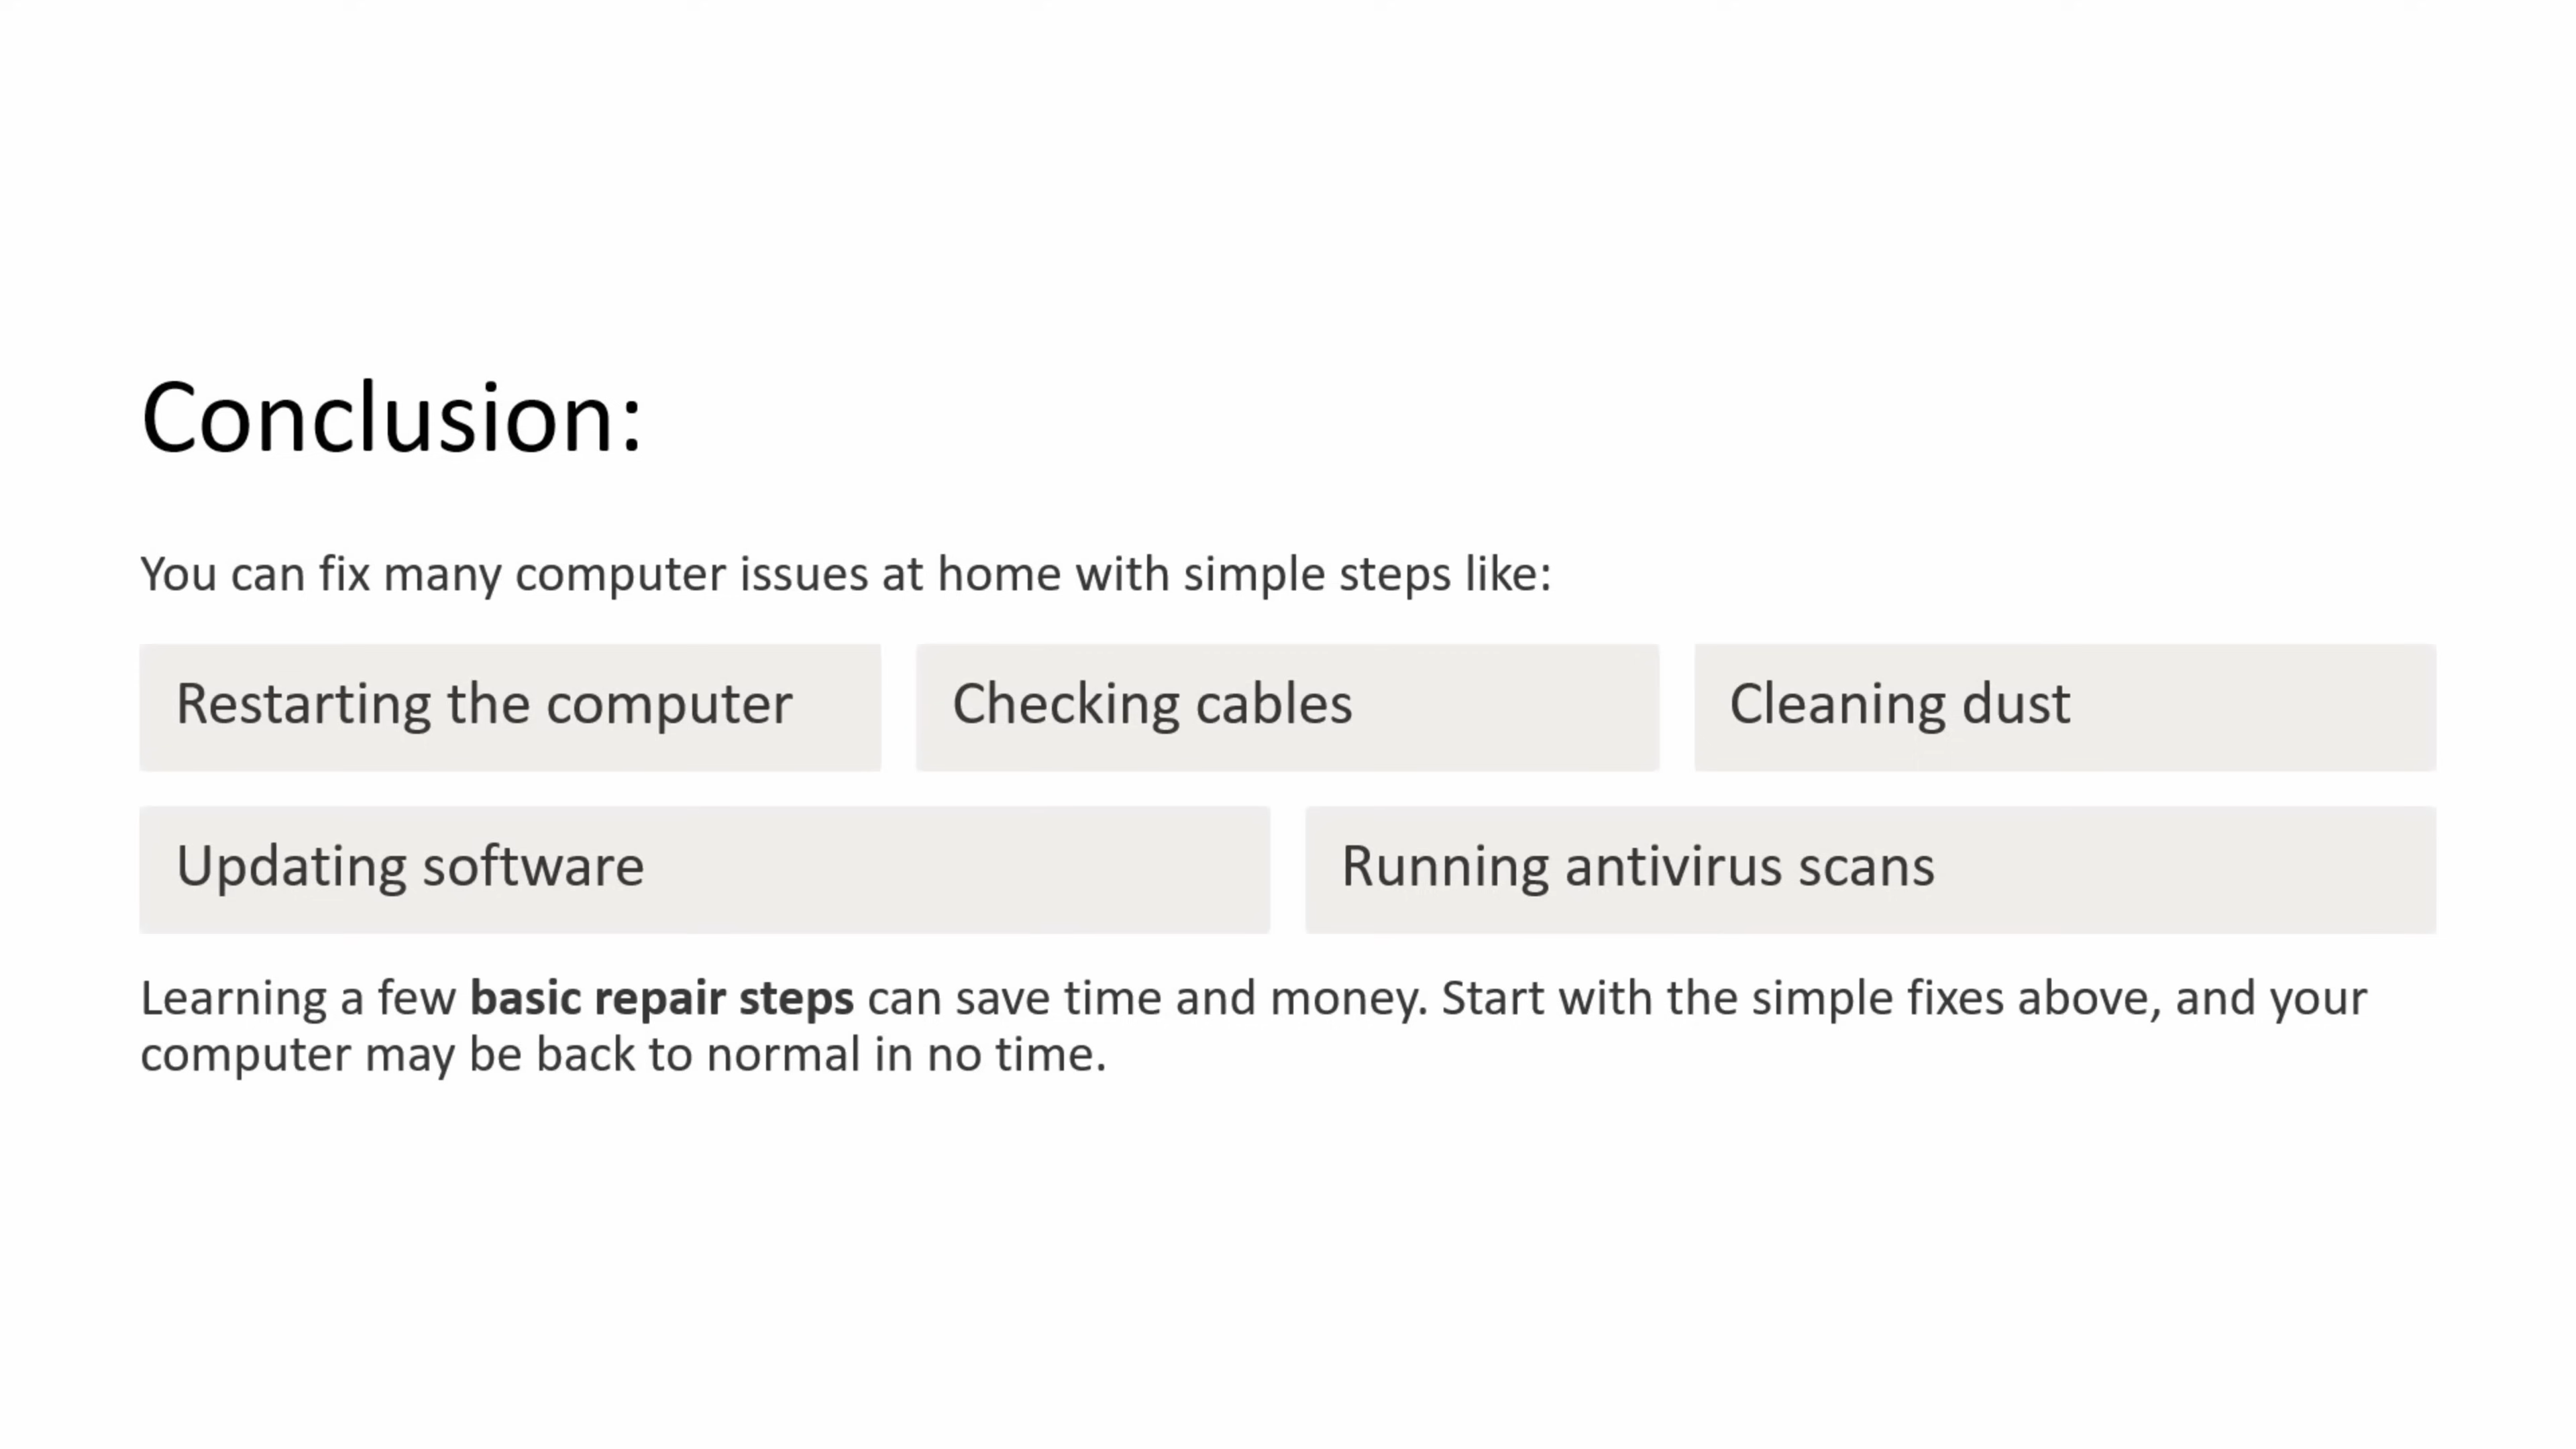 Conclusion:
You can fix many computer issues at home with simple steps like:
Restarting the computer
Checking cables
Cleaning dust
Updating software
Running antivirus scans
Learning a few basic repair steps can save time and money. Start with the simple fixes above, and your
computer may be back to normal in no time.